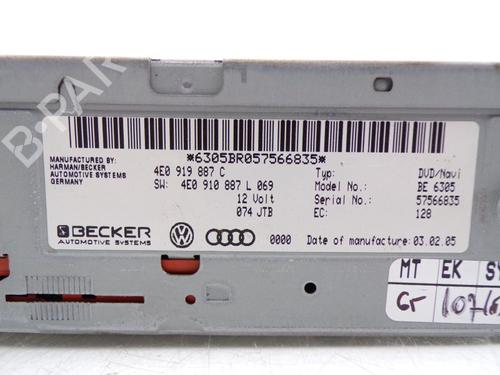 *6305BR057566835*
MANUFACTURED BY:
HARMAN/BECKER
AUTOMOTIVE SYSTEMS
GERMANY
4E0 919 887 C
SW: 4E0 910 887 L 069
12 Volt
074 JTB
Typ: DVD/Navi
Model No.: BE 6305
Serial No.: 57566835
EC: 128
BECKER
AUTOMOTIVE SYSTEMS
0000 Date of manufacture: 03.02.05
MT EK
Gr
B-PAR